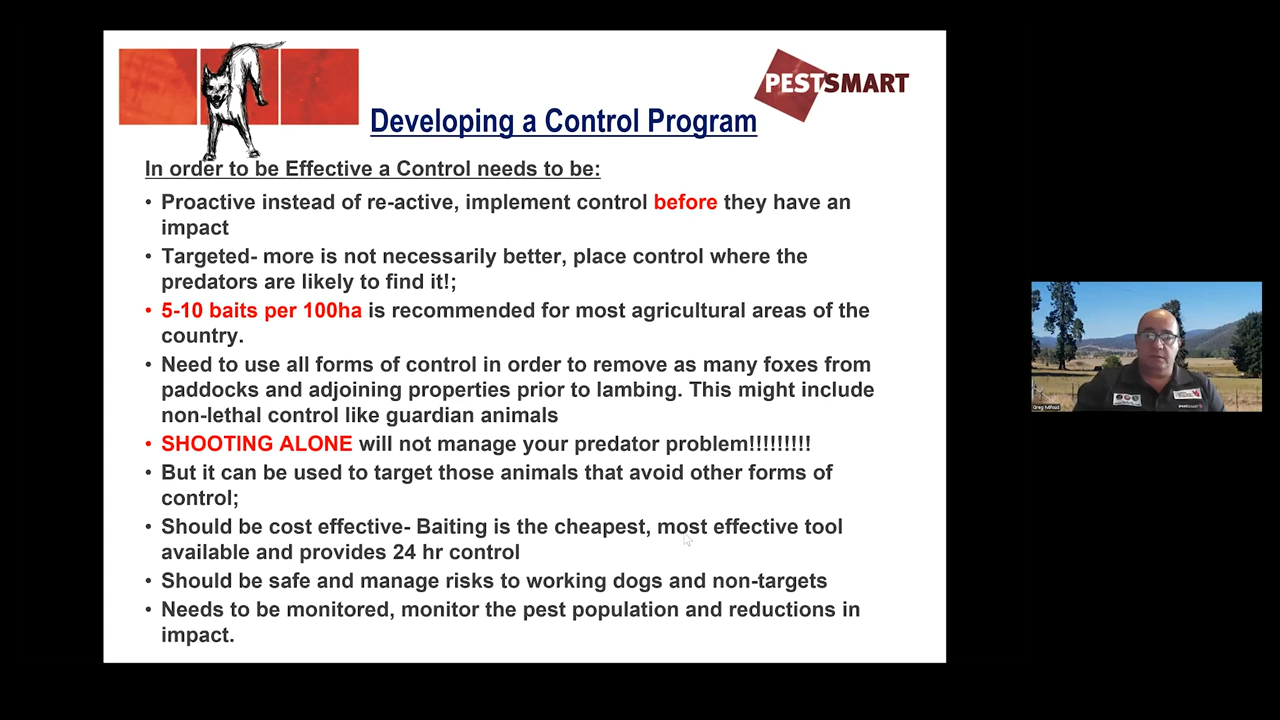 PESTSMART
Developing a Control Program
In order to be Effective a Control needs to be:
• Proactive instead of re-active, implement control before they have an
impact
• Targeted- more is not necessarily better, place control where the
predators are likely to find it!;
• 5-10 baits per 100ha is recommended for most agricultural areas of the
country.
• Need to use all forms of control in order to remove as many foxes from
paddocks and adjoining properties prior to lambing. This might include
non-lethal control like guardian animals
• SHOOTING ALONE will not manage your predator problem!!!!!!!!!
• But it can be used to target those animals that avoid other forms of
control;
• Should be cost effective- Baiting is the cheapest, most effective tool
available and provides 24 hr control
• Should be safe and manage risks to working dogs and non-targets
• Needs to be monitored, monitor the pest population and reductions in
impact.
Greg Mifsud